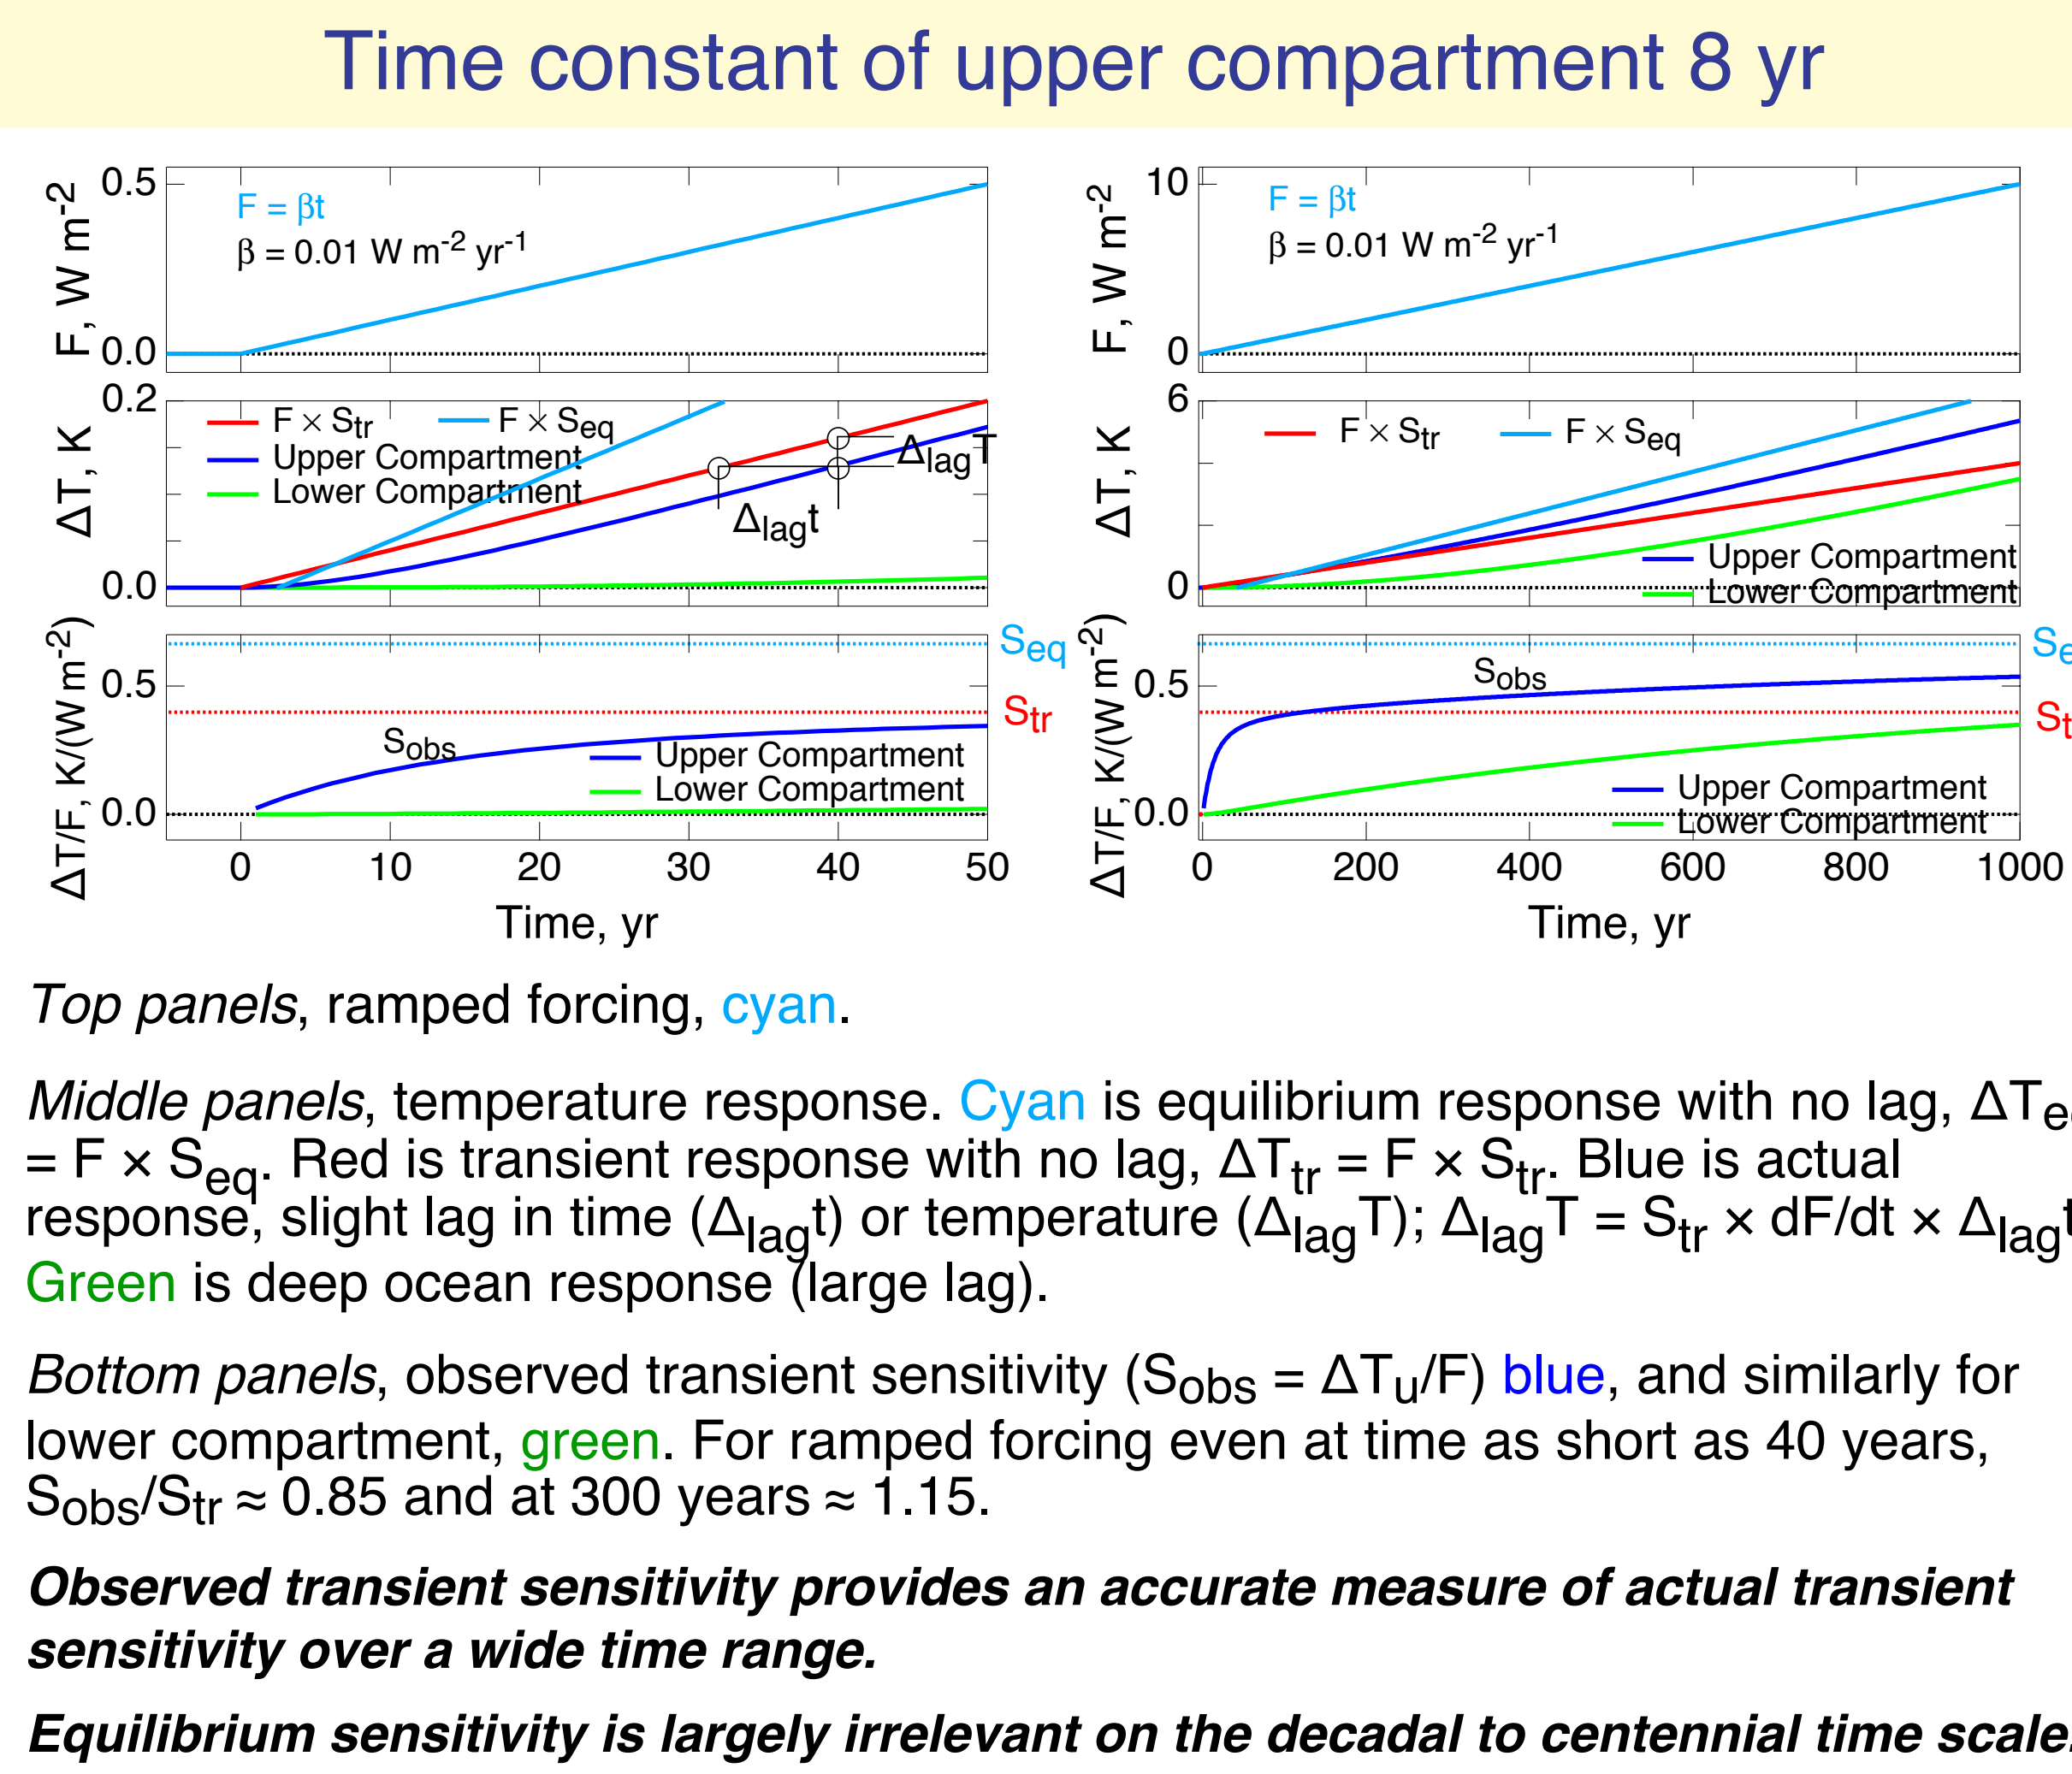 Time constant of upper compartment 8 yr
F, W m-2
0.5
0.0
F = βt
β = 0.01 W m-2 yr-1
ΔT, K
0.2
0.0
F × Str
F × Seq
Upper Compartment
Lower Compartment
ΔlagT
Δlagt
ΔT/F, K/(W m-2)
0.5
0.0
Seq
Str
Sobs
Upper Compartment
Lower Compartment
0 10 20 30 40 50
Time, yr
F, W m-2
10
0
F = βt
β = 0.01 W m-2 yr-1
ΔT, K
6
0
F × Str
F × Seq
Upper Compartment
Lower Compartment
ΔT/F, K/(W m-2)
0.5
0.0
Se
St
Sobs
Upper Compartment
Lower Compartment
0 200 400 600 800 1000
Time, yr
Top panels, ramped forcing, cyan.
Middle panels, temperature response. Cyan is equilibrium response with no lag, ΔTe
= F × Seq. Red is transient response with no lag, ΔTtr = F × Str. Blue is actual
response, slight lag in time (Δlagt) or temperature (ΔlagT); ΔlagT = Str × dF/dt × Δlagt
Green is deep ocean response (large lag).
Bottom panels, observed transient sensitivity (Sobs = ΔTu/F) blue, and similarly for
lower compartment, green. For ramped forcing even at time as short as 40 years,
Sobs/Str ≈ 0.85 and at 300 years ≈ 1.15.
Observed transient sensitivity provides an accurate measure of actual transient
sensitivity over a wide time range.
Equilibrium sensitivity is largely irrelevant on the decadal to centennial time scale.